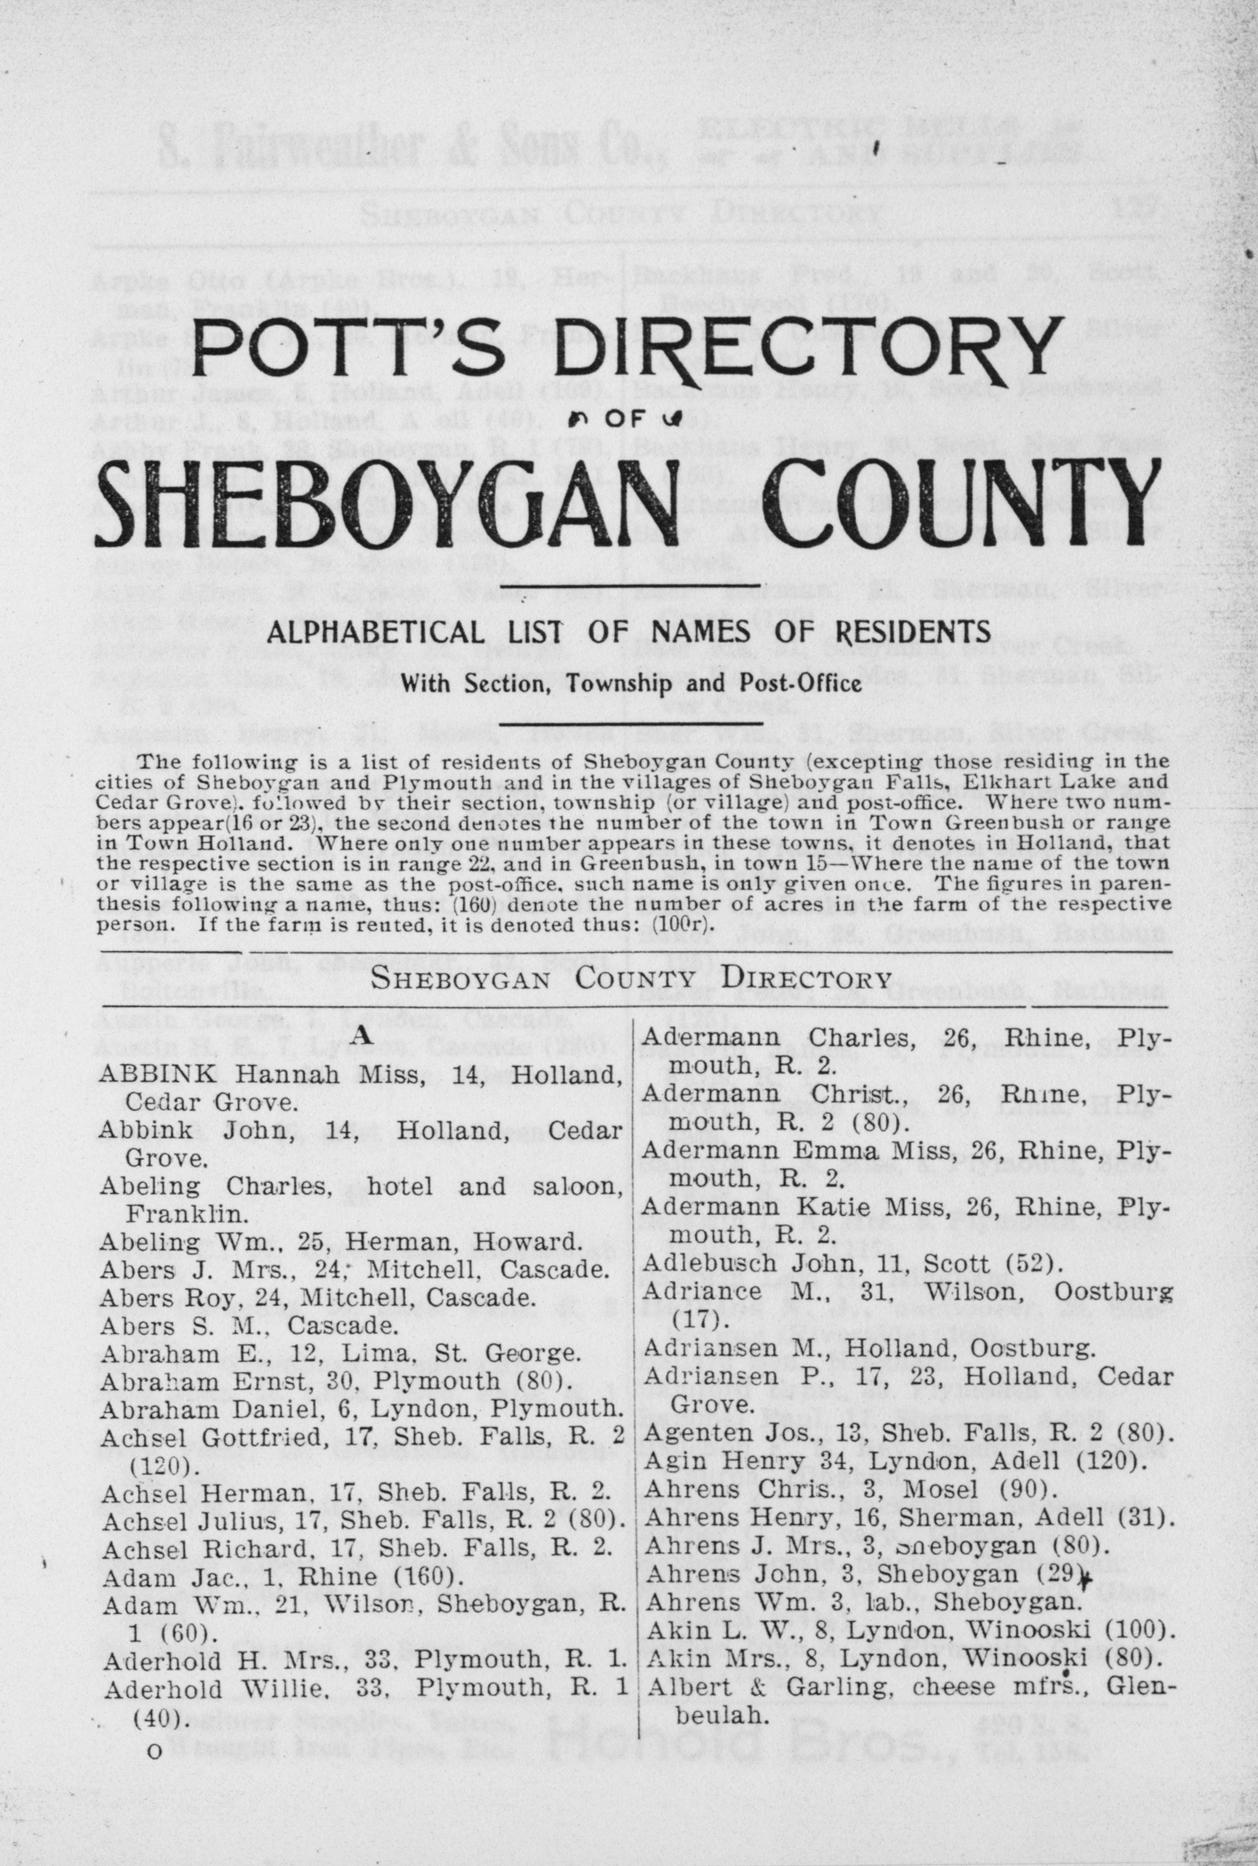 POTT'S DIRECTORY
OF
SHEBOYGAN COUNTY
ALPHABETICAL LIST OF NAMES OF RESIDENTS
With Section, Township and Post-Office
The following is a list of residents of Sheboygan County (excepting those residing in the
cities of Sheboygan and Plymouth and in the villages of Sheboygan Falls, Elkhart Lake and
Cedar Grove), followed by their section, township (or village) and post-office. Where two num-
bers appear(16 or 23), the second denotes the number of the town in Town Greenbush or range
in Town Holland. Where only one number appears in these towns, it denotes in Holland, that
the respective section is in range 22, and in Greenbush, in town 15—Where the name of the town
or village is the same as the post-office, such name is only given once. The figures in paren-
thesis following a name, thus: (160) denote the number of acres in the farm of the respective
person. If the farm is rented, it is denoted thus: (100r).
SHEBOYGAN COUNTY DIRECTORY
A
ABBINK Hannah Miss, 14, Holland,
Cedar Grove.
Abbink John, 14, Holland, Cedar
Grove.
Abeling Charles, hotel and saloon,
Franklin.
Abeling Wm., 25, Herman, Howard.
Abers J. Mrs., 24, Mitchell, Cascade.
Abers Roy, 24, Mitchell, Cascade.
Abers S. M., Cascade.
Abraham E., 12, Lima, St. George.
Abraham Ernst, 30, Plymouth (80).
Abraham Daniel, 6, Lyndon, Plymouth.
Achsel Gottfried, 17, Sheb. Falls, R. 2
(120).
Achsel Herman, 17, Sheb. Falls, R. 2.
Achsel Julius, 17, Sheb. Falls, R. 2 (80).
Achsel Richard, 17, Sheb. Falls, R. 2.
Adam Jac., 1, Rhine (160).
Adam Wm., 21, Wilson, Sheboygan, R.
1 (60).
Aderhold H. Mrs., 33, Plymouth, R. 1.
Aderhold Willie, 33, Plymouth, R. 1
(40).
O
Adermann Charles, 26, Rhine, Ply-
mouth, R. 2.
Adermann Christ., 26, Rhine, Ply-
mouth, R. 2 (80).
Adermann Emma Miss, 26, Rhine, Ply-
mouth, R. 2.
Adermann Katie Miss, 26, Rhine, Ply-
mouth, R. 2.
Adlebusch John, 11, Scott (52).
Adriance M., 31, Wilson, Oostburg
(17).
Adriansen M., Holland, Oostburg.
Adriansen P., 17, 23, Holland, Cedar
Grove.
Agenten Jos., 13, Sheb. Falls, R. 2 (80).
Agin Henry 34, Lyndon, Adell (120).
Ahrens Chris., 3, Mosel (90).
Ahrens Henry, 16, Sherman, Adell (31).
Ahrens J. Mrs., 3, Sheboygan (80).
Ahrens John, 3, Sheboygan (29)
Ahrens Wm. 3, lab., Sheboygan.
Akin L. W., 8, Lyndon, Winooski (100).
Akin Mrs., 8, Lyndon, Winooski (80).
Albert & Garling, cheese mfrs., Glen-
beulah.